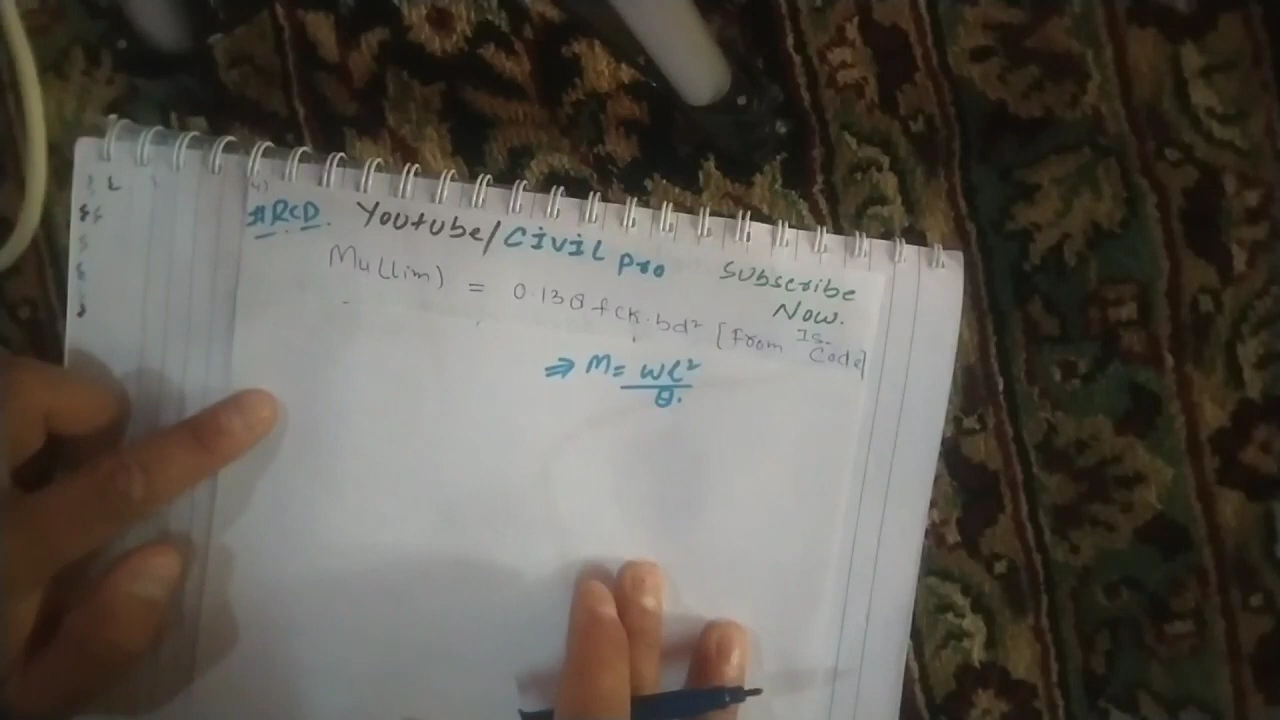 #RCD. Youtube/Civil pro Subscribe Now.
Mu(lim) = 0.138 fck.bd² [From Is. Code]
⇒ M = wl²/8.